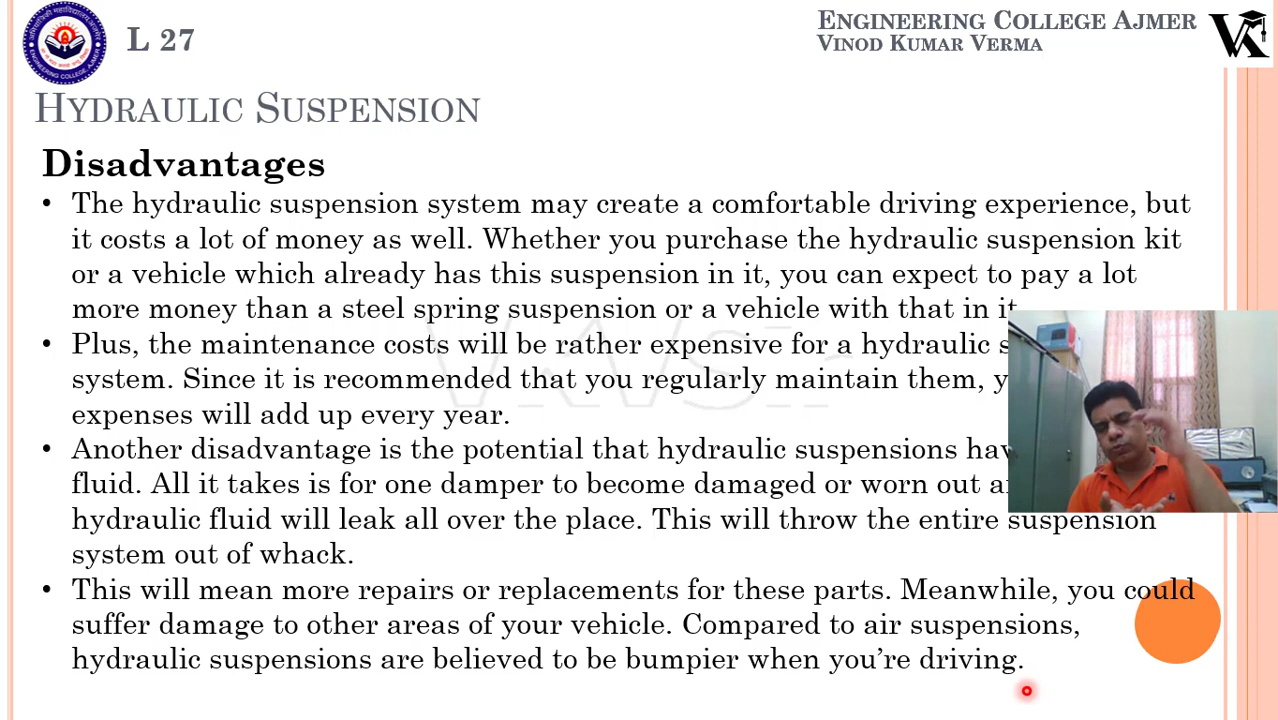 L 27
ENGINEERING COLLEGE AJMER
VINOD KUMAR VERMA
HYDRAULIC SUSPENSION
Disadvantages
• The hydraulic suspension system may create a comfortable driving experience, but
it costs a lot of money as well. Whether you purchase the hydraulic suspension kit
or a vehicle which already has this suspension in it, you can expect to pay a lot
more money than a steel spring suspension or a vehicle with that in it
• Plus, the maintenance costs will be rather expensive for a hydraulic
system. Since it is recommended that you regularly maintain them,
expenses will add up every year.
• Another disadvantage is the potential that hydraulic suspensions
fluid. All it takes is for one damper to become damaged or worn out
hydraulic fluid will leak all over the place. This will throw the entire suspension
system out of whack.
• This will mean more repairs or replacements for these parts. Meanwhile, you could
suffer damage to other areas of your vehicle. Compared to air suspensions,
hydraulic suspensions are believed to be bumpier when you're driving.